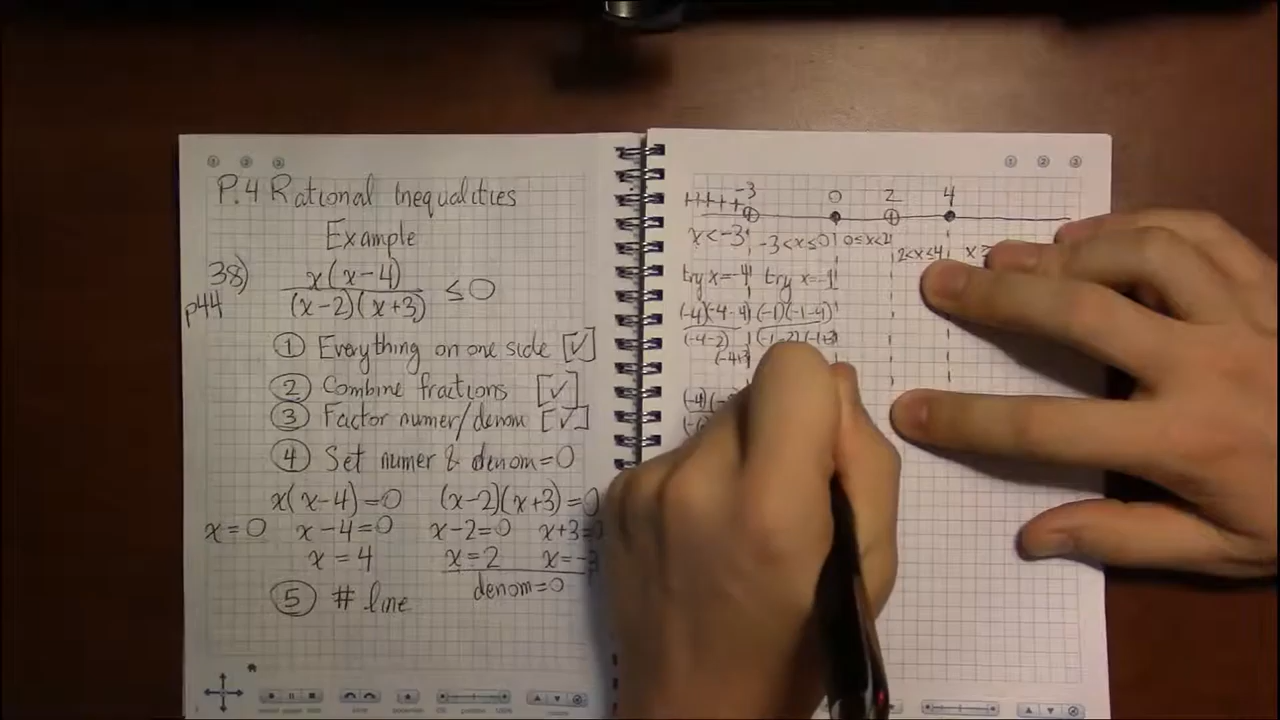 P.4 Rational Inequalities
Example
38) x(x-4) / (x-2)(x+3) ≤ 0
p44
① Everything on one side [✓]
② Combine fractions [✓]
③ Factor numer/denom [✓]
④ Set numer & denom=0
x(x-4)=0 (x-2)(x+3)=0
x=0 x-4=0 x-2=0 x+3=0
x=4 x=2 x=-3
denom=0
⑤ # line
-3 0 2 4
++++
x<-3 -3<x≤0 0≤x<2 2<x≤4 x≥
try x=-4 try x=-1
(-4)(-4-4) (-1)(-1-4)
(-4-2) (-1-2)(-1+3)
(-4+3)